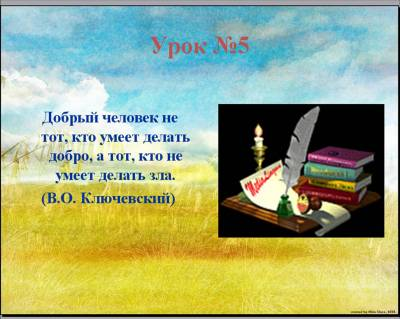 Урок №5
Добрый человек не
тот, кто умеет делать
добро, а тот, кто не
умеет делать зла.
(В.О. Ключевский)